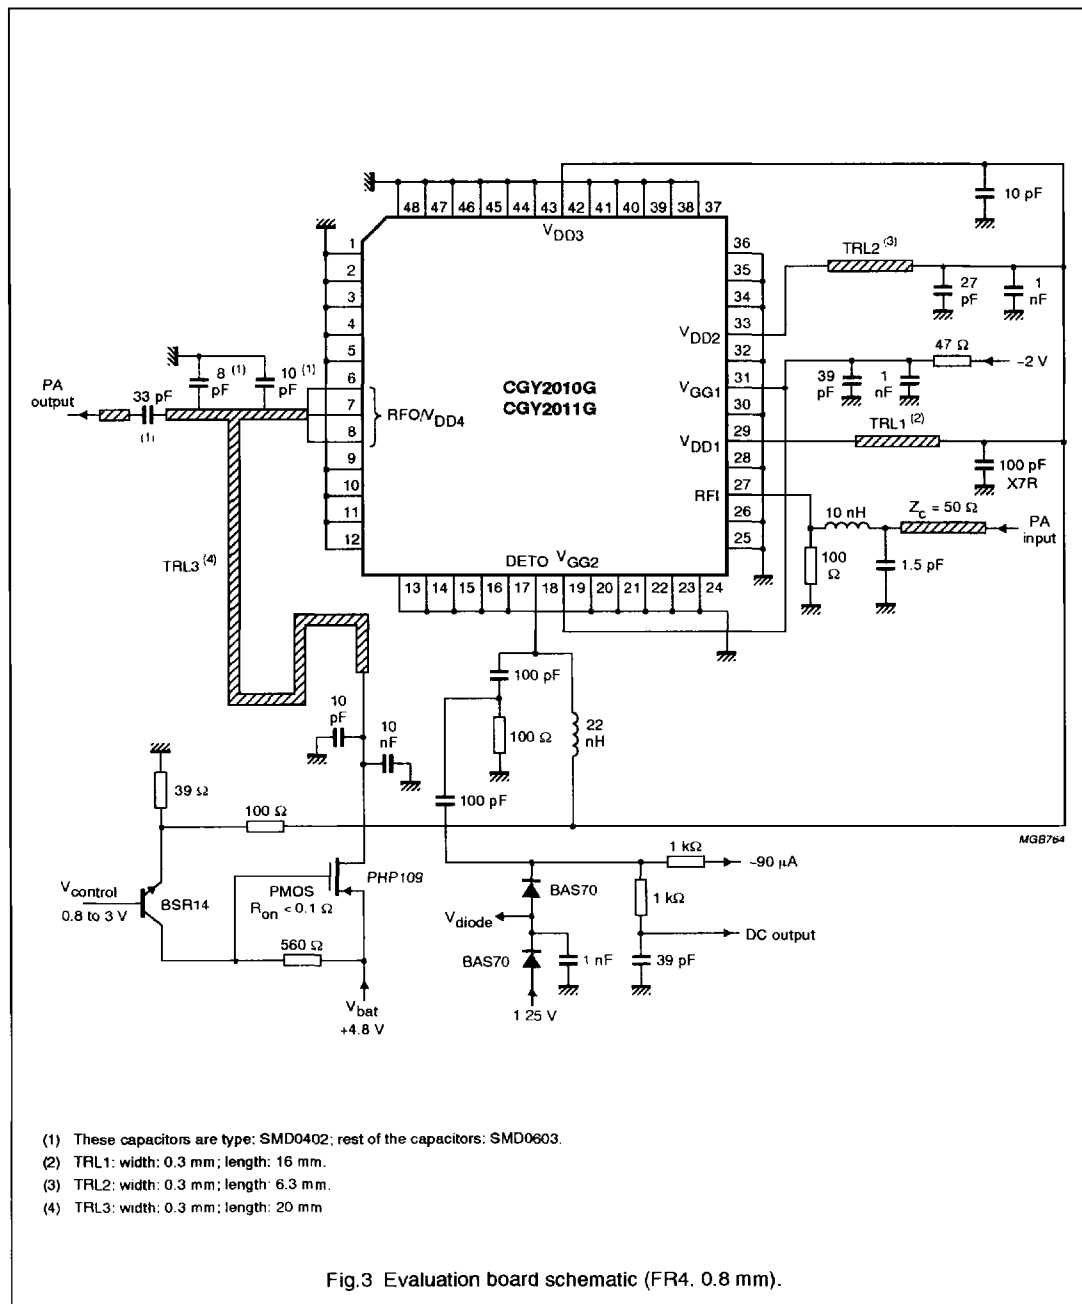 48 47 46 45 44 43 42 41 40 39 38 37
10 pF
VDD3
1
2
3
4
5
6
7
8
9
10
11
12
36
35
34
33
32
31
30
29
28
27
26
25
TRL2 (3)
27 pF
1 nF
VDD2
47 Ω
−2 V
VGG1
39 pF
1 nF
CGY2010G
CGY2011G
8 pF (1)
10 pF (1)
PA output
33 pF
(1)
RFO/VDD4
TRL1 (2)
VDD1
100 pF
X7R
RFI
10 nH
Zc = 50 Ω
PA input
100 Ω
1.5 pF
TRL3 (4)
DETO VGG2
13 14 15 16 17 18 19 20 21 22 23 24
100 pF
10 pF
10 nF
100 Ω
22 nH
39 Ω
100 Ω
100 pF
MGB764
1 kΩ
−90 µA
PHP109
PMOS
Ron < 0.1 Ω
BAS70
1 kΩ
Vcontrol
0.8 to 3 V
BSR14
Vdiode
DC output
560 Ω
BAS70
1 nF
39 pF
Vbat
+4.8 V
1 25 V
(1) These capacitors are type: SMD0402; rest of the capacitors: SMD0603.
(2) TRL1: width: 0.3 mm; length: 16 mm.
(3) TRL2: width: 0.3 mm; length: 6.3 mm.
(4) TRL3: width: 0.3 mm; length: 20 mm
Fig.3 Evaluation board schematic (FR4, 0.8 mm).